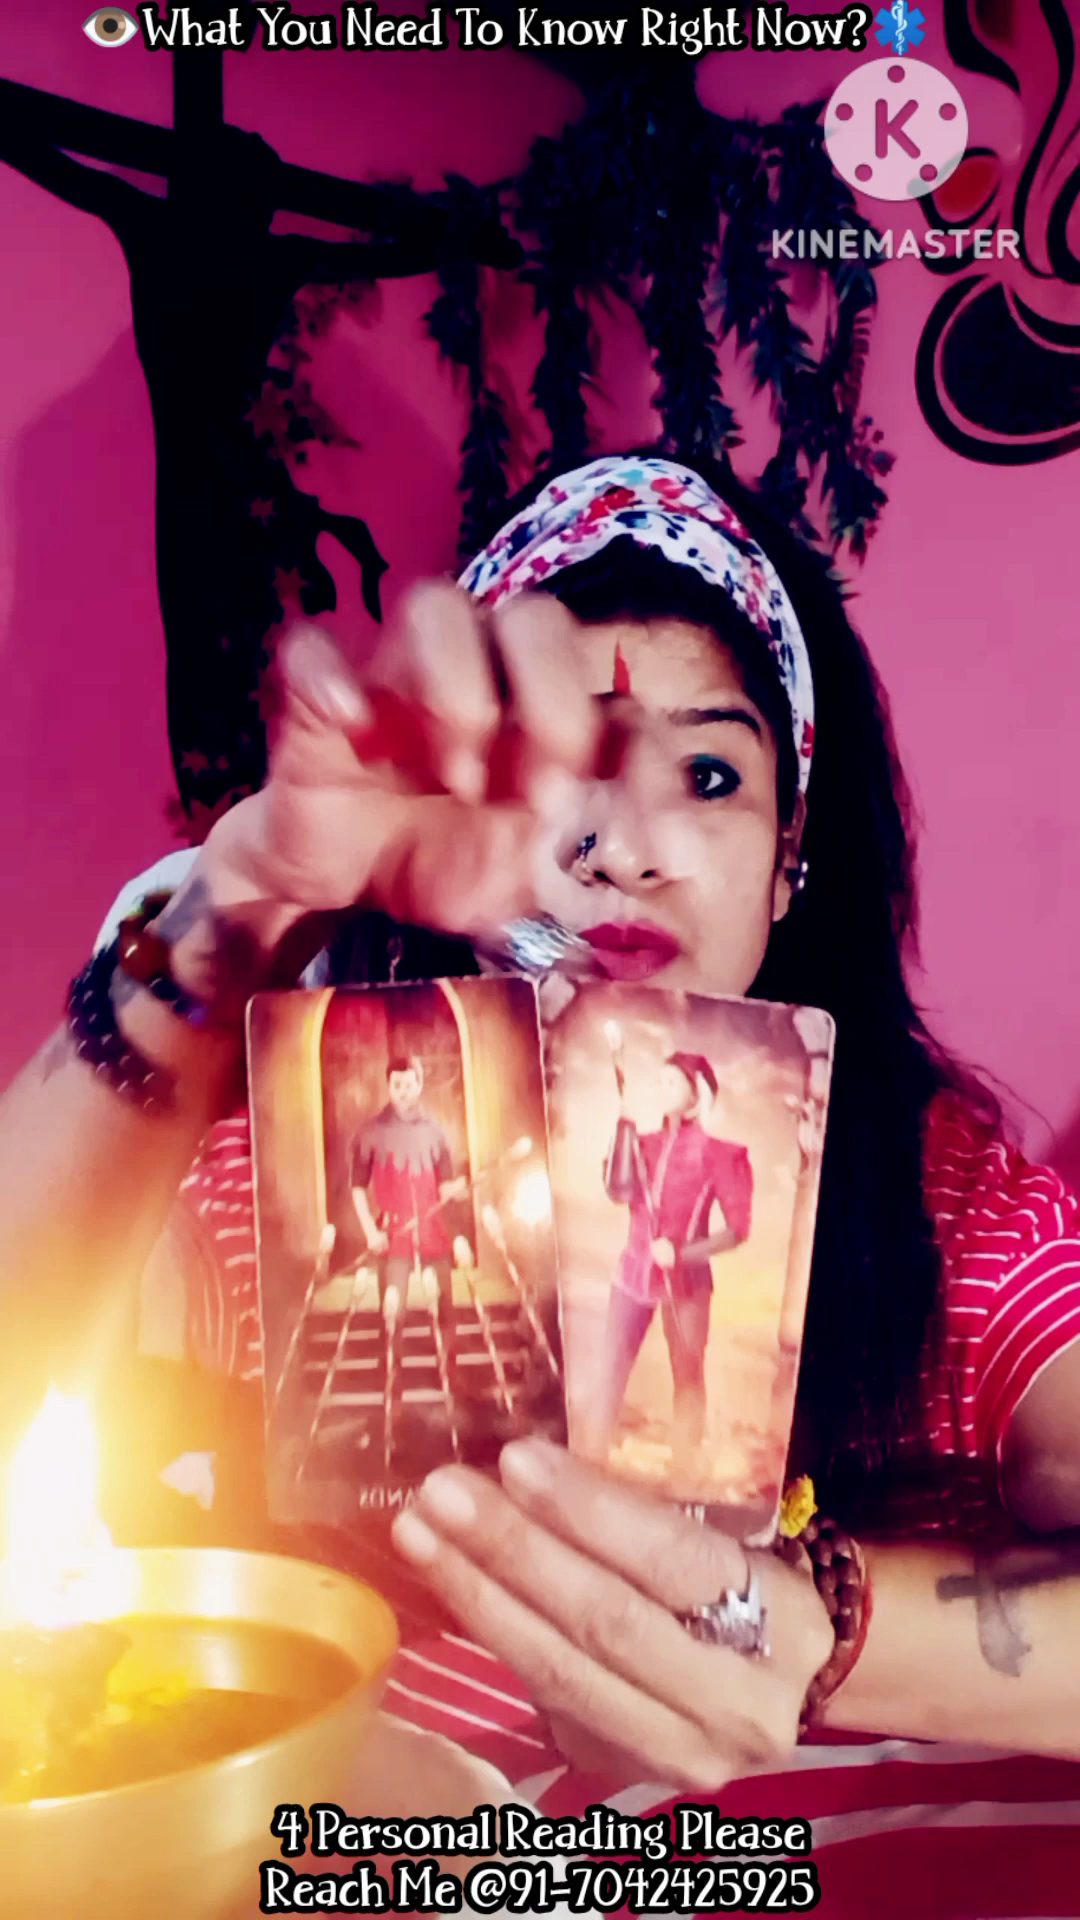 👁What You Need To Know Right Now?⚕
K
KINEMASTER
4 Personal Reading Please
Reach Me @91-7042425925